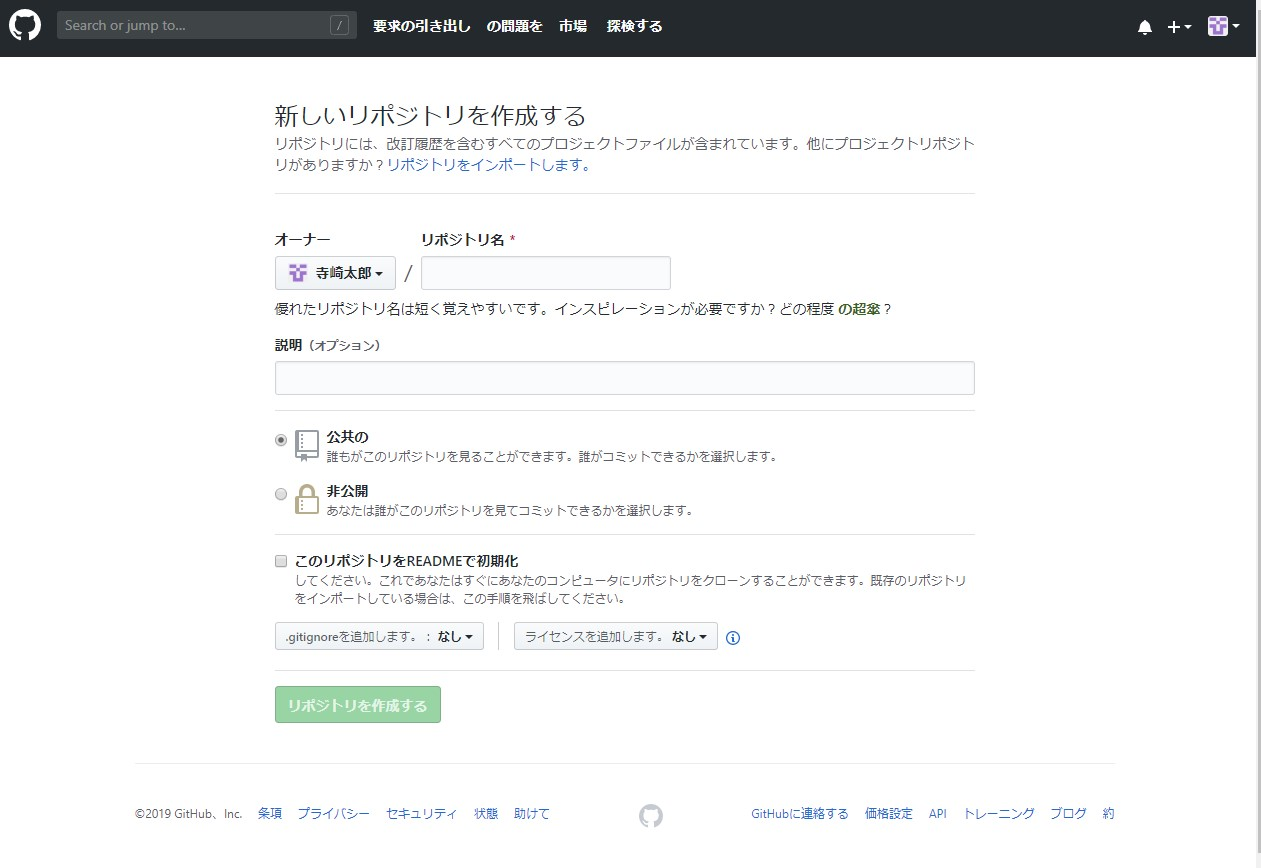 Search or jump to... / 要求の引き出し の問題を 市場 探検する
新しいリポジトリを作成する
リポジトリには、改訂履歴を含むすべてのプロジェクトファイルが含まれています。他にプロジェクトリポジト
リがありますか？リポジトリをインポートします。
オーナー リポジトリ名 *
寺崎太郎 /
優れたリポジトリ名は短く覚えやすいです。インスピレーションが必要ですか？どの程度 の超傘？
説明（オプション）
公共の
誰もがこのリポジトリを見ることができます。誰がコミットできるかを選択します。
非公開
あなたは誰がこのリポジトリを見てコミットできるかを選択します。
このリポジトリをREADMEで初期化
してください。これであなたはすぐにあなたのコンピュータにリポジトリをクローンすることができます。既存のリポジトリ
をインポートしている場合は、この手順を飛ばしてください。
.gitignoreを追加します。： なし ライセンスを追加します。 なし
リポジトリを作成する
©2019 GitHub、Inc. 条項 プライバシー セキュリティ 状態 助けて GitHubに連絡する 価格設定 API トレーニング ブログ 約